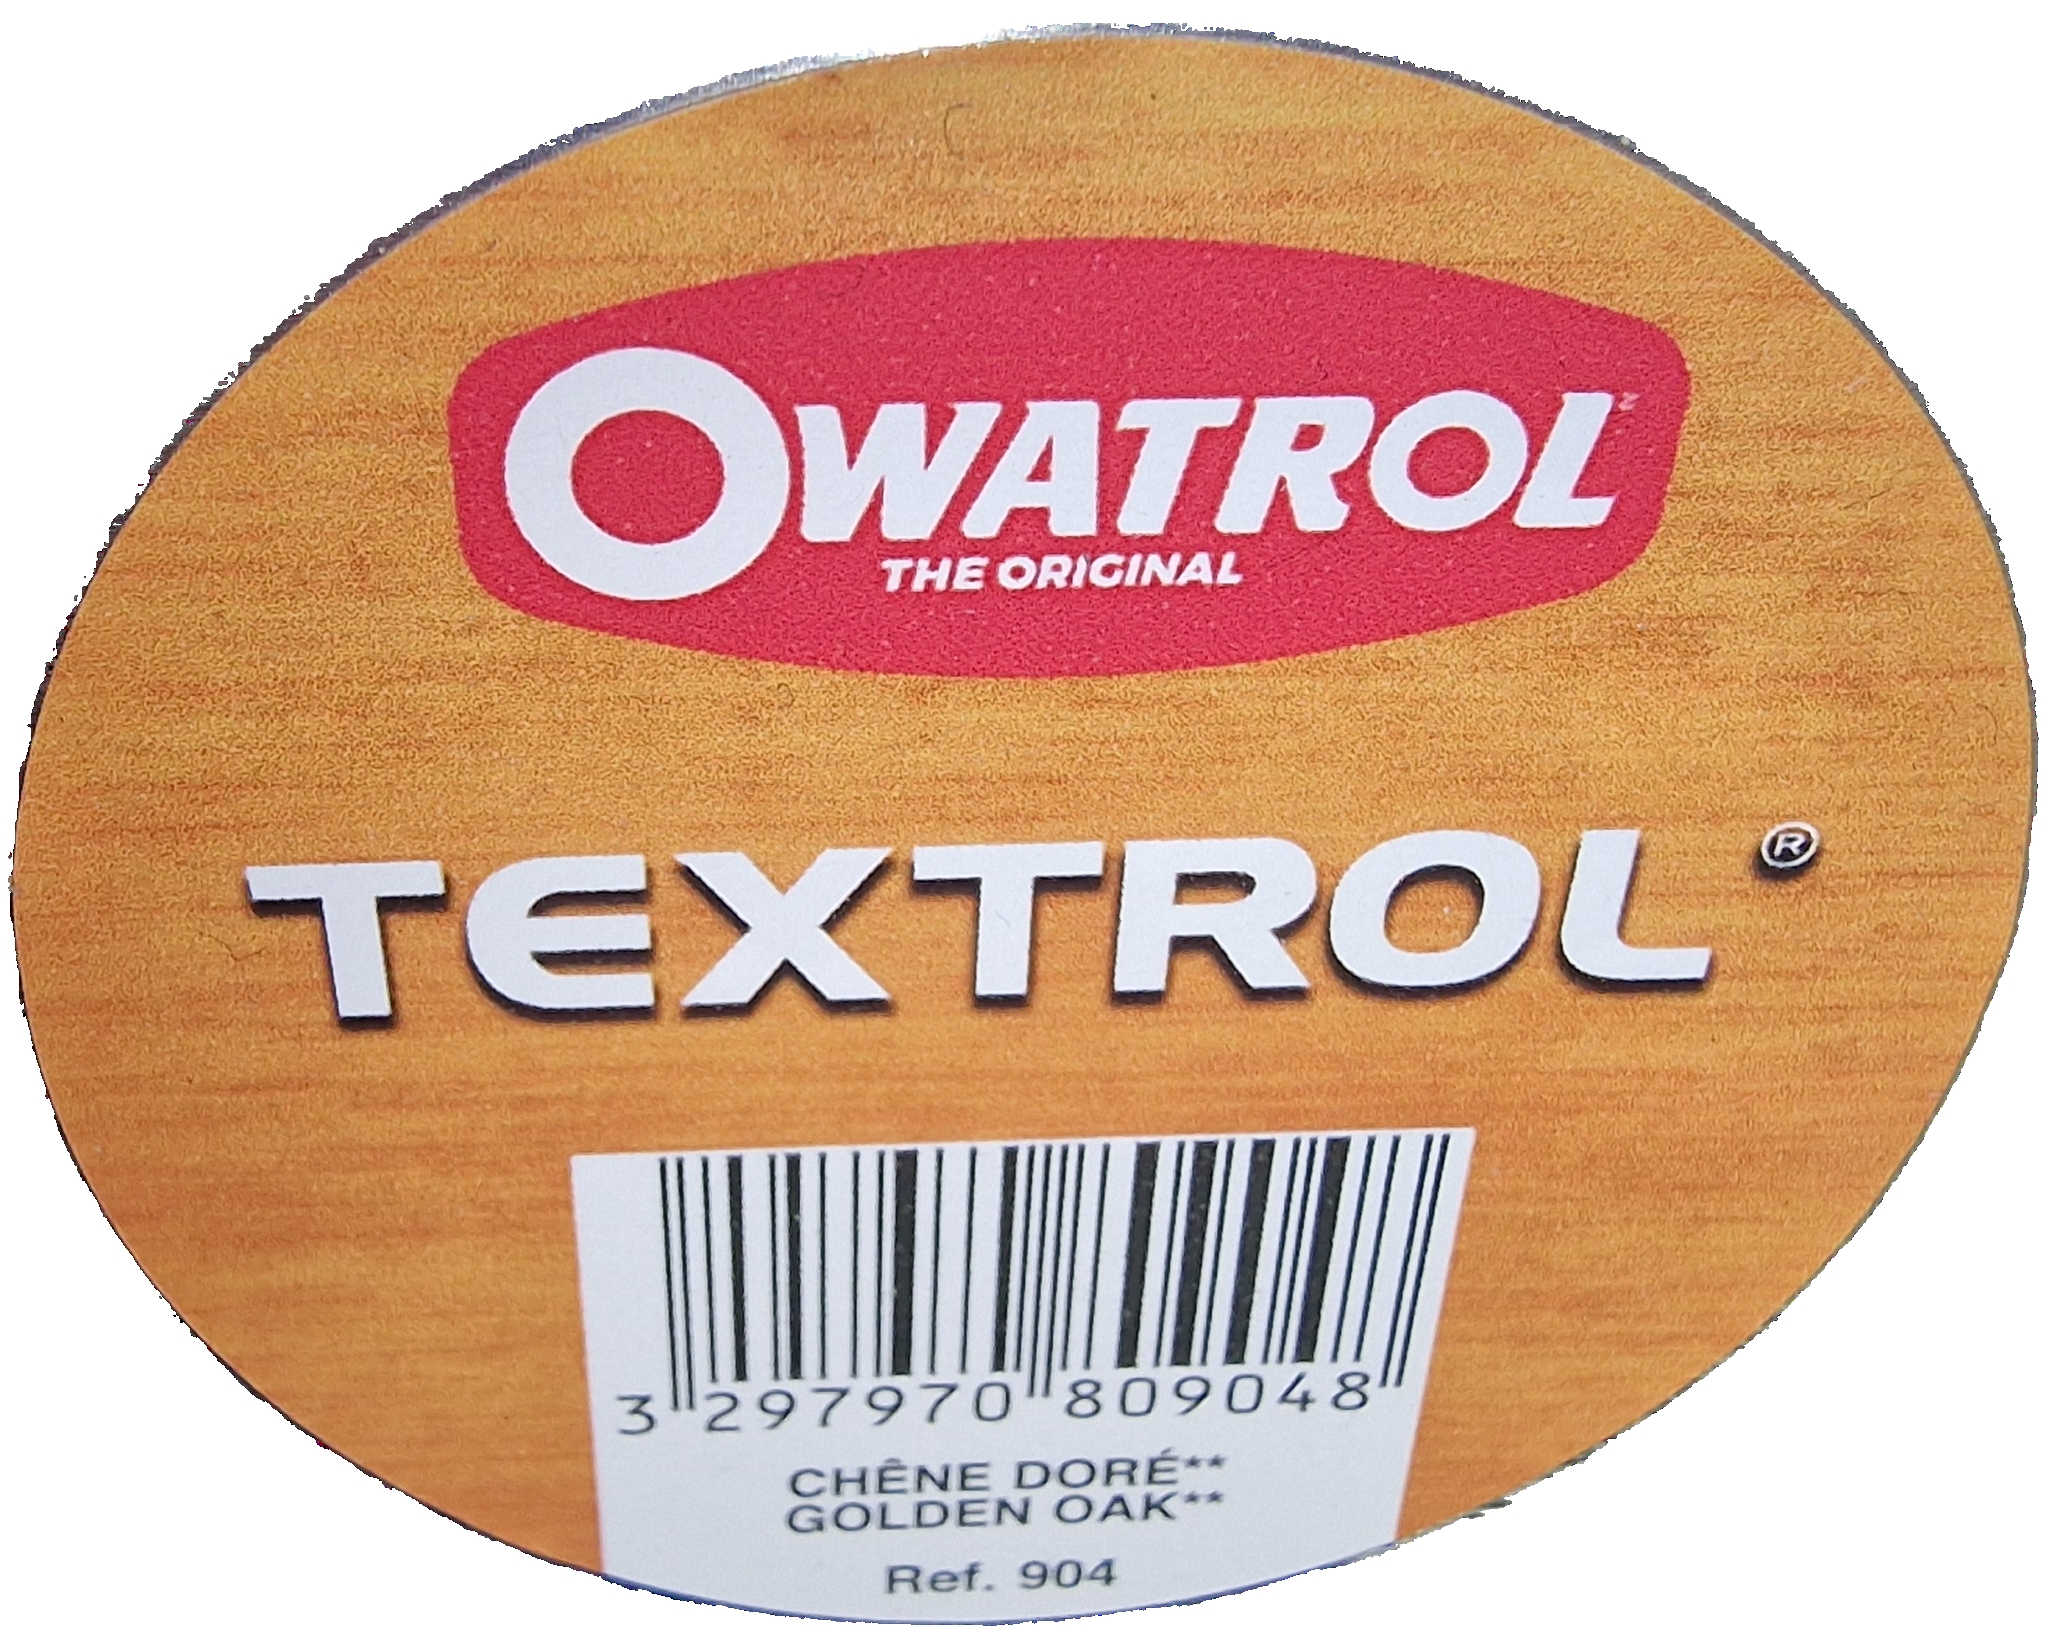 OWATROL
THE ORIGINAL
TEXTROL®
3 297970 809048
CHÊNE DORÉ**
GOLDEN OAK**
Ref. 904